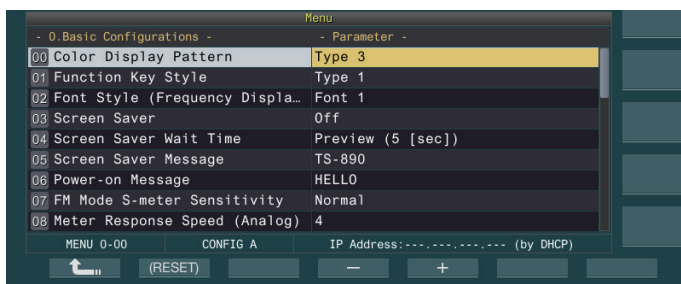 Menu
- 0.Basic Configurations - - Parameter -
00 Color Display Pattern Type 3
01 Function Key Style Type 1
02 Font Style (Frequency Displa… Font 1
03 Screen Saver Off
04 Screen Saver Wait Time Preview (5 [sec])
05 Screen Saver Message TS-890
06 Power-on Message HELLO
07 FM Mode S-meter Sensitivity Normal
08 Meter Response Speed (Analog) 4
MENU 0-00 CONFIG A IP Address:---.---.---.--- (by DHCP)
(RESET) − +